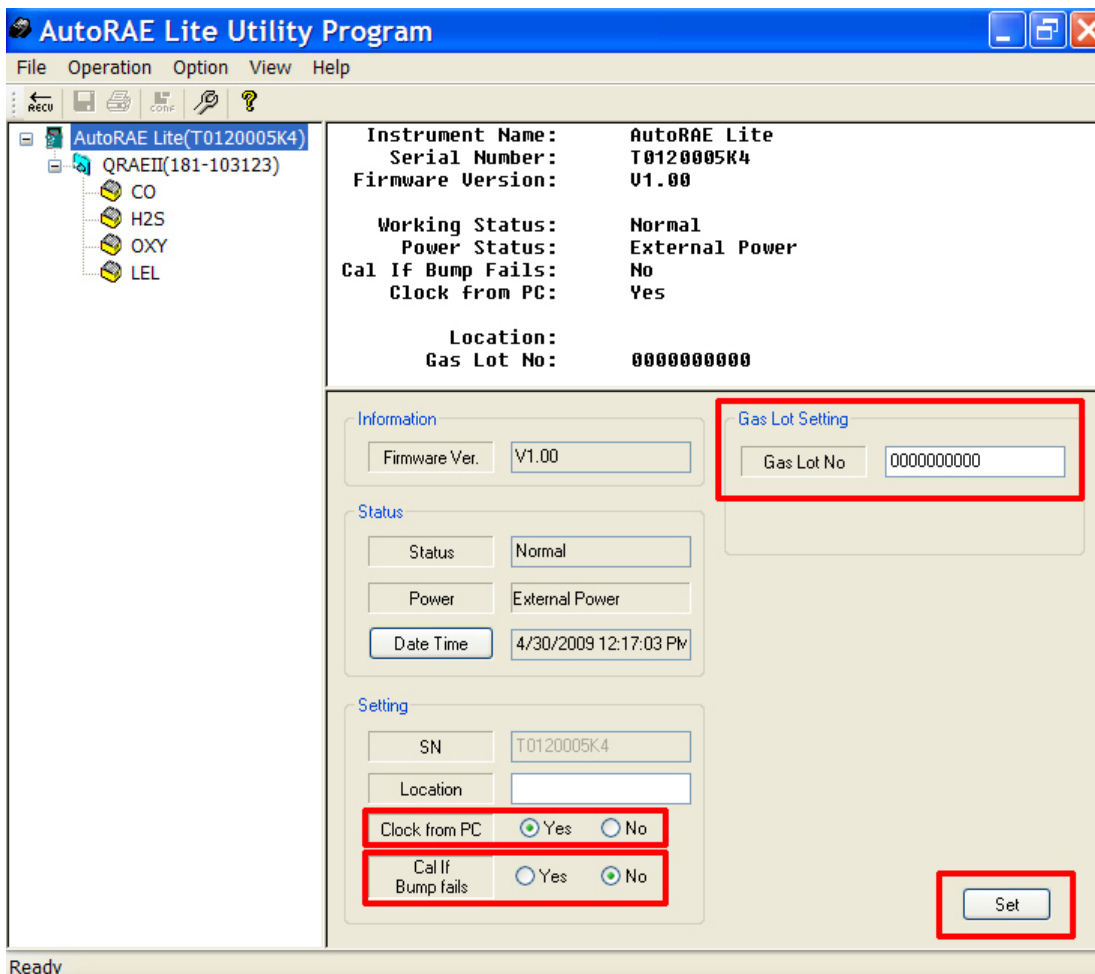 AutoRAE Lite Utility Program
File Operation Option View Help
RECV CONF ?
AutoRAE Lite(T0120005K4)
QRAEII(181-103123)
CO
H2S
OXY
LEL
Instrument Name: AutoRAE Lite
Serial Number: T0120005K4
Firmware Version: V1.00
Working Status: Normal
Power Status: External Power
Cal If Bump Fails: No
Clock from PC: Yes
Location:
Gas Lot No: 0000000000
Information
Firmware Ver. V1.00
Status
Status Normal
Power External Power
Date Time 4/30/2009 12:17:03 PM
Setting
SN T0120005K4
Location
Clock from PC Yes No
Cal If
Bump fails Yes No
Gas Lot Setting
Gas Lot No 0000000000
Set
Ready